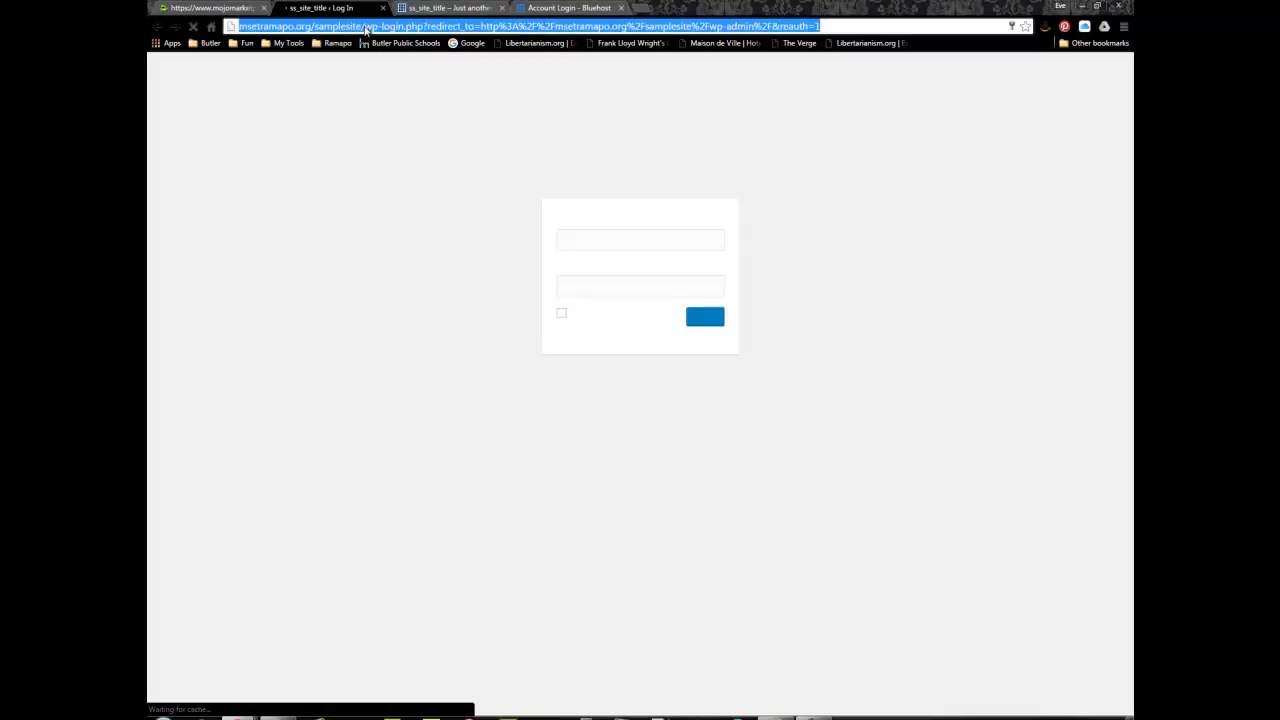 https://www.mojomarket
ss_site_title ‹ Log In
ss_site_title – Just anothe
Account Login - Bluehost
Eve
msetramapo.org/samplesite/wp-login.php?redirect_to=http%3A%2F%2Fmsetramapo.org%2Fsamplesite%2Fwp-admin%2F&reauth=1
Apps Butler Fun My Tools Ramapo Butler Public Schools Google Libertarianism.org | E Frank Lloyd Wright's Maison de Ville | Hot The Verge Libertarianism.org | E Other bookmarks
Waiting for cache...